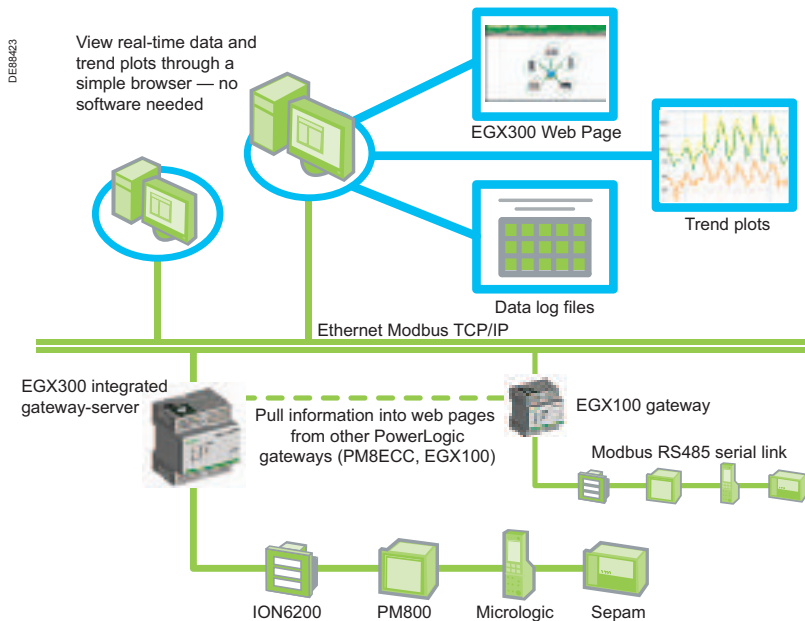 DE88423
View real-time data and
trend plots through a
simple browser — no
software needed
EGX300 Web Page
Trend plots
Data log files
Ethernet Modbus TCP/IP
EGX300 integrated
gateway-server
Pull information into web pages
from other PowerLogic
gateways (PM8ECC, EGX100)
EGX100 gateway
Modbus RS485 serial link
ION6200
PM800
Micrologic
Sepam